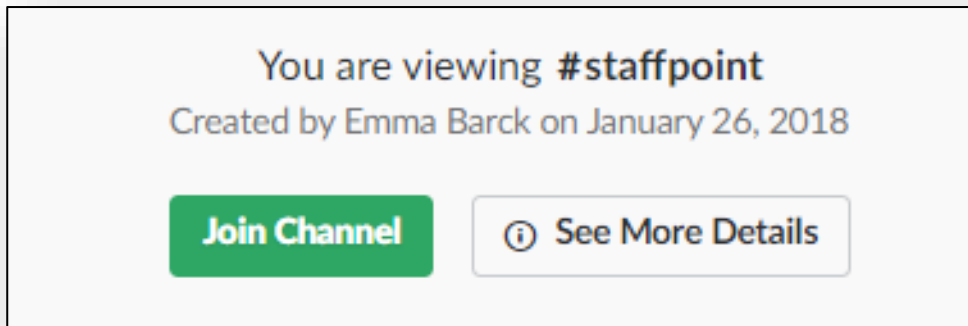 You are viewing #staffpoint
Created by Emma Barck on January 26, 2018
Join Channel
See More Details